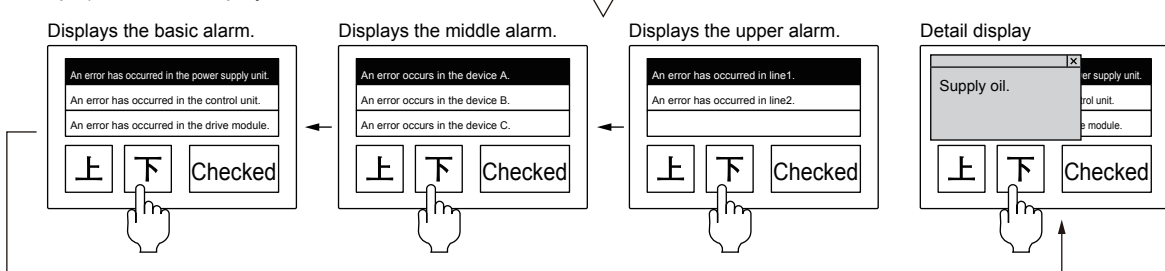 Displays the basic alarm.
An error has occurred in the power supply unit.
An error has occurred in the control unit.
An error has occurred in the drive module.
上 下 Checked
Displays the middle alarm.
An error occurs in the device A.
An error occurs in the device B.
An error occurs in the device C.
上 下 Checked
Displays the upper alarm.
An error has occurred in line1.
An error has occurred in line2.
上 下 Checked
Detail display
Supply oil.
er supply unit.
trol unit.
e module.
上 下 Checked